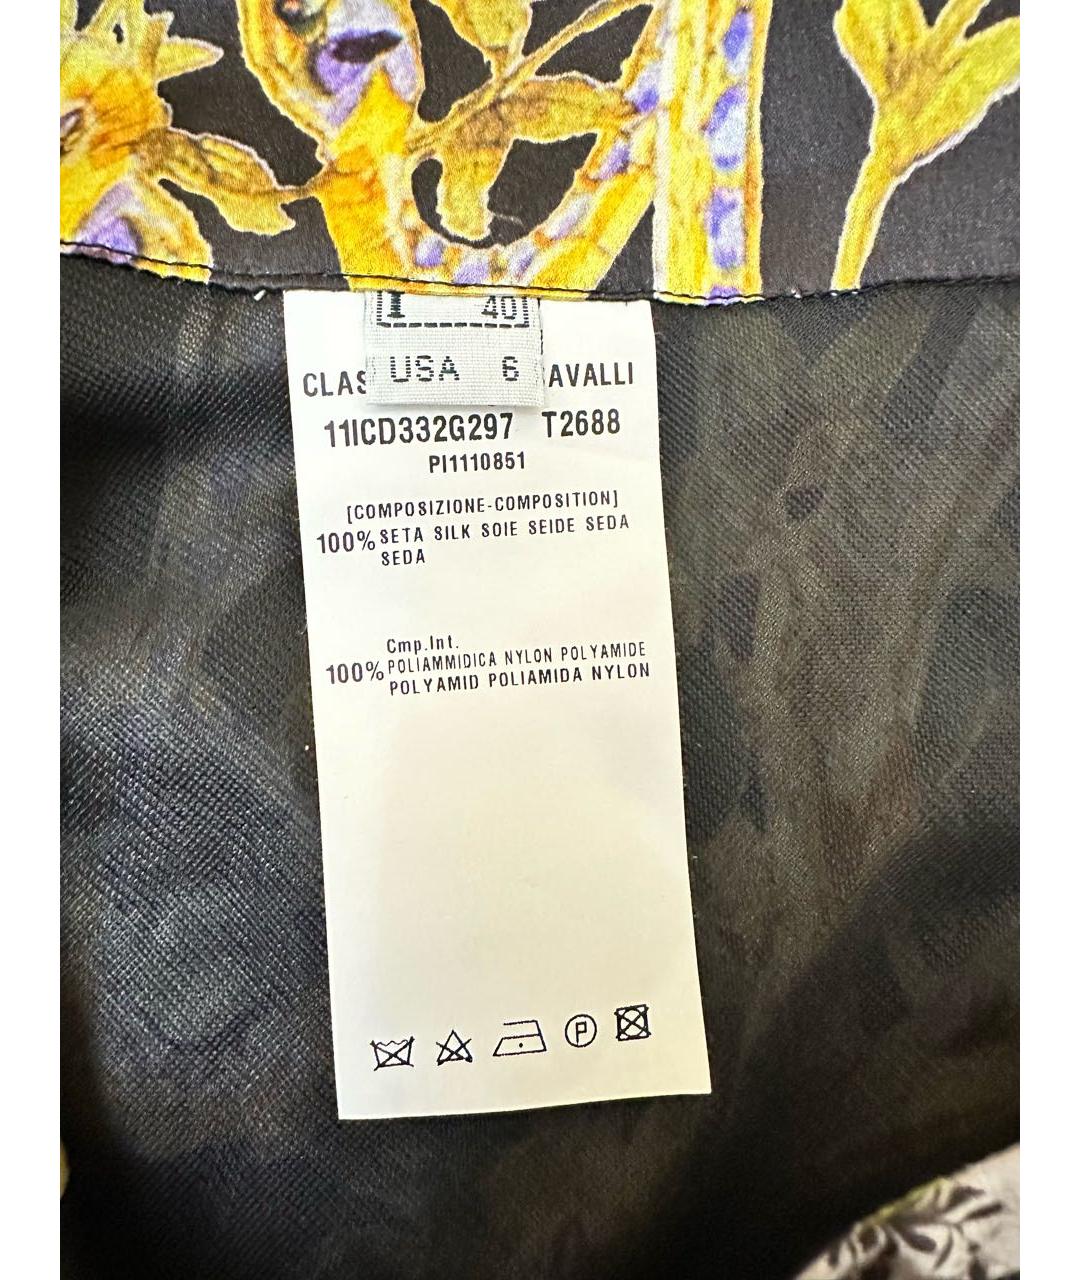 I 40
USA 6
CLAS AVALLI
11ICD332G297 T2688
PI1110851
[COMPOSIZIONE-COMPOSITION]
100% SETA SILK SOIE SEIDE SEDA
SEDA
Cmp.Int.
100% POLIAMMIDICA NYLON POLYAMIDE
POLYAMID POLIAMIDA NYLON
P